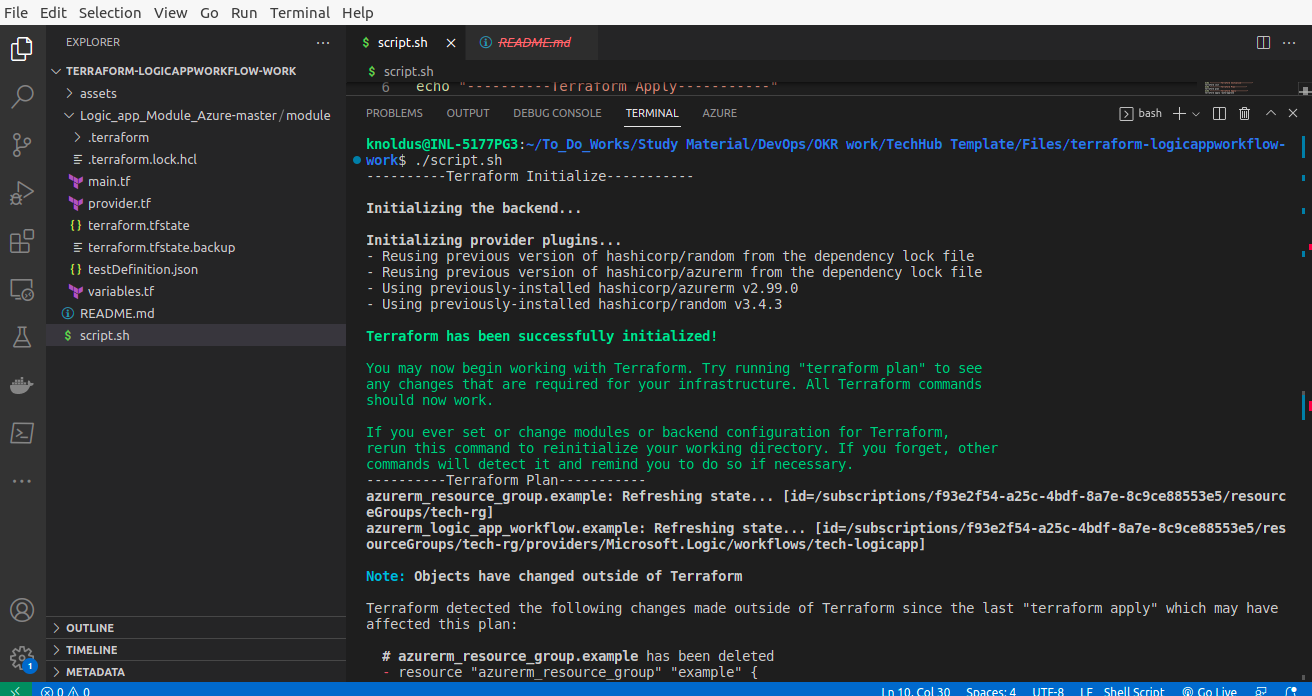 File Edit Selection View Go Run Terminal Help
EXPLORER ...
$ script.sh × README.md ...
TERRAFORM-LOGICAPPWORKFLOW-WORK
assets
Logic_app_Module_Azure-master / module
.terraform
.terraform.lock.hcl
main.tf
provider.tf
{} terraform.tfstate
terraform.tfstate.backup
{} testDefinition.json
variables.tf
README.md
$ script.sh
OUTLINE
TIMELINE
METADATA
1
$ script.sh
6 echo "----------Terraform Apply-----------"
PROBLEMS OUTPUT DEBUG CONSOLE TERMINAL AZURE bash
knoldus@INL-5177PG3:~/To_Do_Works/Study Material/DevOps/OKR work/TechHub Template/Files/terraform-logicappworkflow-
work$ ./script.sh
----------Terraform Initialize-----------
Initializing the backend...
Initializing provider plugins...
- Reusing previous version of hashicorp/random from the dependency lock file
- Reusing previous version of hashicorp/azurerm from the dependency lock file
- Using previously-installed hashicorp/azurerm v2.99.0
- Using previously-installed hashicorp/random v3.4.3
Terraform has been successfully initialized!
You may now begin working with Terraform. Try running "terraform plan" to see
any changes that are required for your infrastructure. All Terraform commands
should now work.
If you ever set or change modules or backend configuration for Terraform,
rerun this command to reinitialize your working directory. If you forget, other
commands will detect it and remind you to do so if necessary.
----------Terraform Plan-----------
azurerm_resource_group.example: Refreshing state... [id=/subscriptions/f93e2f54-a25c-4bdf-8a7e-8c9ce88553e5/resourc
eGroups/tech-rg]
azurerm_logic_app_workflow.example: Refreshing state... [id=/subscriptions/f93e2f54-a25c-4bdf-8a7e-8c9ce88553e5/res
ourceGroups/tech-rg/providers/Microsoft.Logic/workflows/tech-logicapp]
Note: Objects have changed outside of Terraform
Terraform detected the following changes made outside of Terraform since the last "terraform apply" which may have
affected this plan:
# azurerm_resource_group.example has been deleted
- resource "azurerm_resource_group" "example" {
0 0 Ln 10, Col 30 Spaces: 4 UTF-8 LF Shell Script Go Live